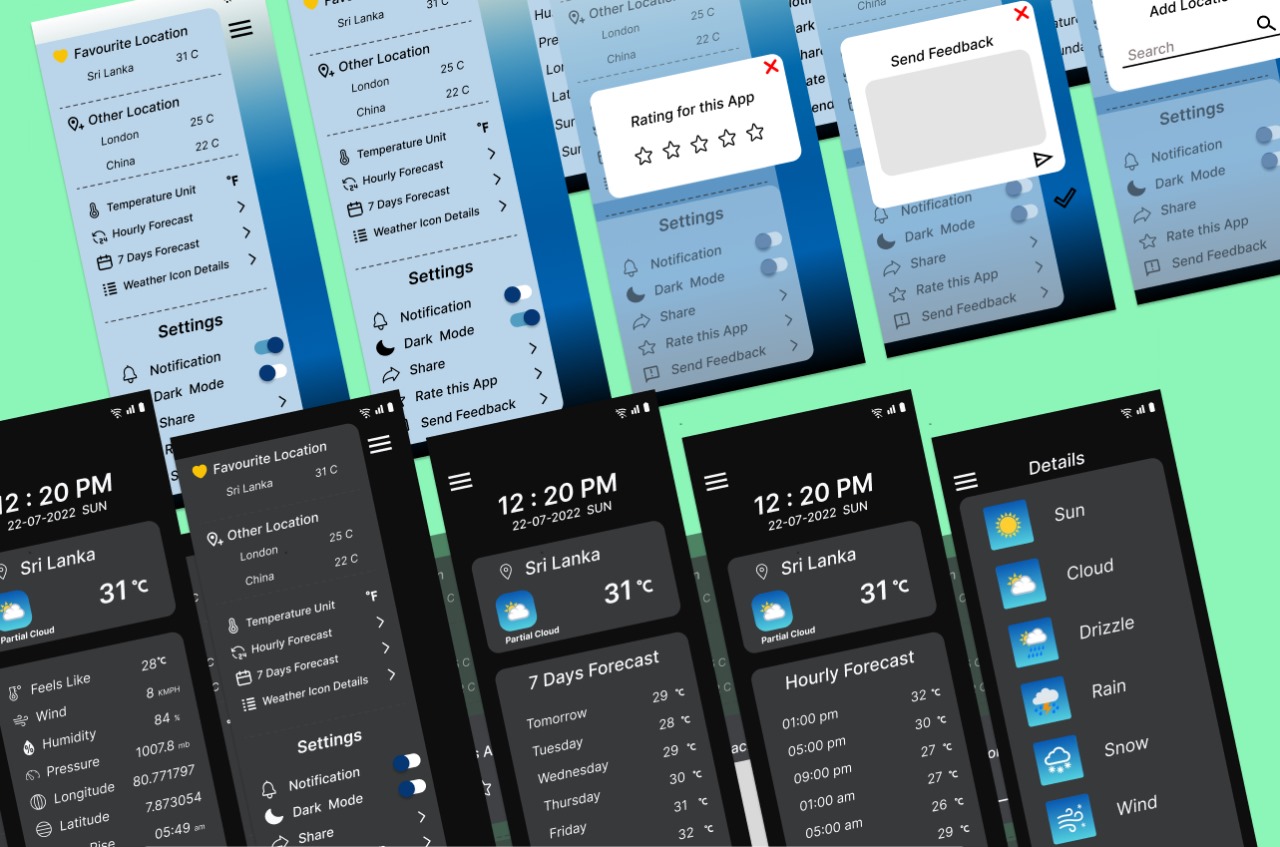 Favourite Location
Sri Lanka 31 C
Other Location
London 25 C
China 22 C
Temperature Unit °F
Hourly Forecast
7 Days Forecast
Weather Icon Details
Settings
Notification
Dark Mode
Share
Sri Lanka 31 C
Other Location
London 25 C
China 22 C
Temperature Unit °F
Hourly Forecast
7 Days Forecast
Weather Icon Details
Settings
Notification
Dark Mode
Share
Rate this App
Send Feedback
Other Location
London 25 C
China 22 C
Rating for this App
Settings
Notification
Dark Mode
Share
Rate this App
Send Feedback
China
Send Feedback
Notification
Dark Mode
Share
Rate this App
Send Feedback
Search
Settings
Notification
Dark Mode
Share
Rate this App
Send Feedback
12 : 20 PM
22-07-2022 SUN
Sri Lanka
31 °C
Partial Cloud
Feels Like 28°C
Wind 8 KMPH
Humidity 84 %
Pressure 1007.8 mb
Longitude 80.771797
Latitude 7.873054
05:49 am
Favourite Location
Sri Lanka 31 C
Other Location
London 25 C
China 22 C
Temperature Unit °F
Hourly Forecast
7 Days Forecast
Weather Icon Details
Settings
Notification
Dark Mode
Share
12 : 20 PM
22-07-2022 SUN
Sri Lanka
31 °C
Partial Cloud
7 Days Forecast
Tomorrow 29 °C
Tuesday 28 °C
Wednesday 29 °C
Thursday 30 °C
Friday 31 °C
32 °C
12 : 20 PM
22-07-2022 SUN
Sri Lanka
31 °C
Partial Cloud
Hourly Forecast
01:00 pm 32 °C
05:00 pm 30 °C
09:00 pm 27 °C
01:00 am 27 °C
05:00 am 26 °C
29 °C
Details
Sun
Cloud
Drizzle
Rain
Snow
Wind